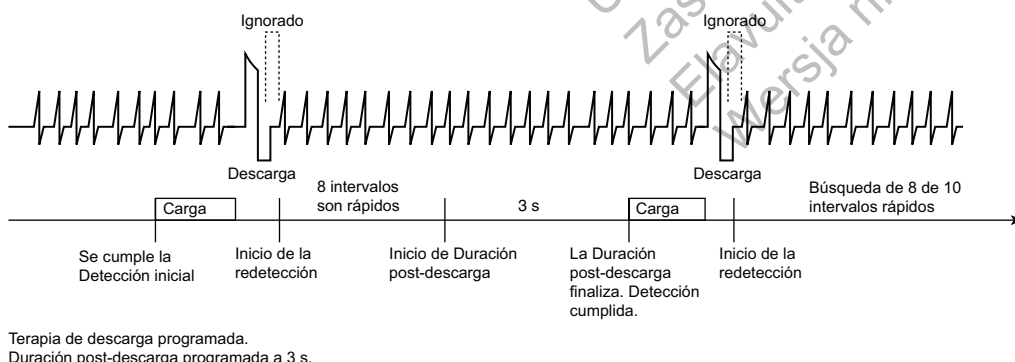 Ignorado
Ignorado
Descarga
Descarga
8 intervalos
son rápidos
3 s
Búsqueda de 8 de 10
intervalos rápidos
Carga
Carga
Se cumple la
Detección inicial
Inicio de la
redetección
Inicio de Duración
post-descarga
La Duración
post-descarga
finaliza. Detección
cumplida.
Inicio de la
redetección
Terapia de descarga programada.
Duración post-descarga programada a 3 s.
Wersja